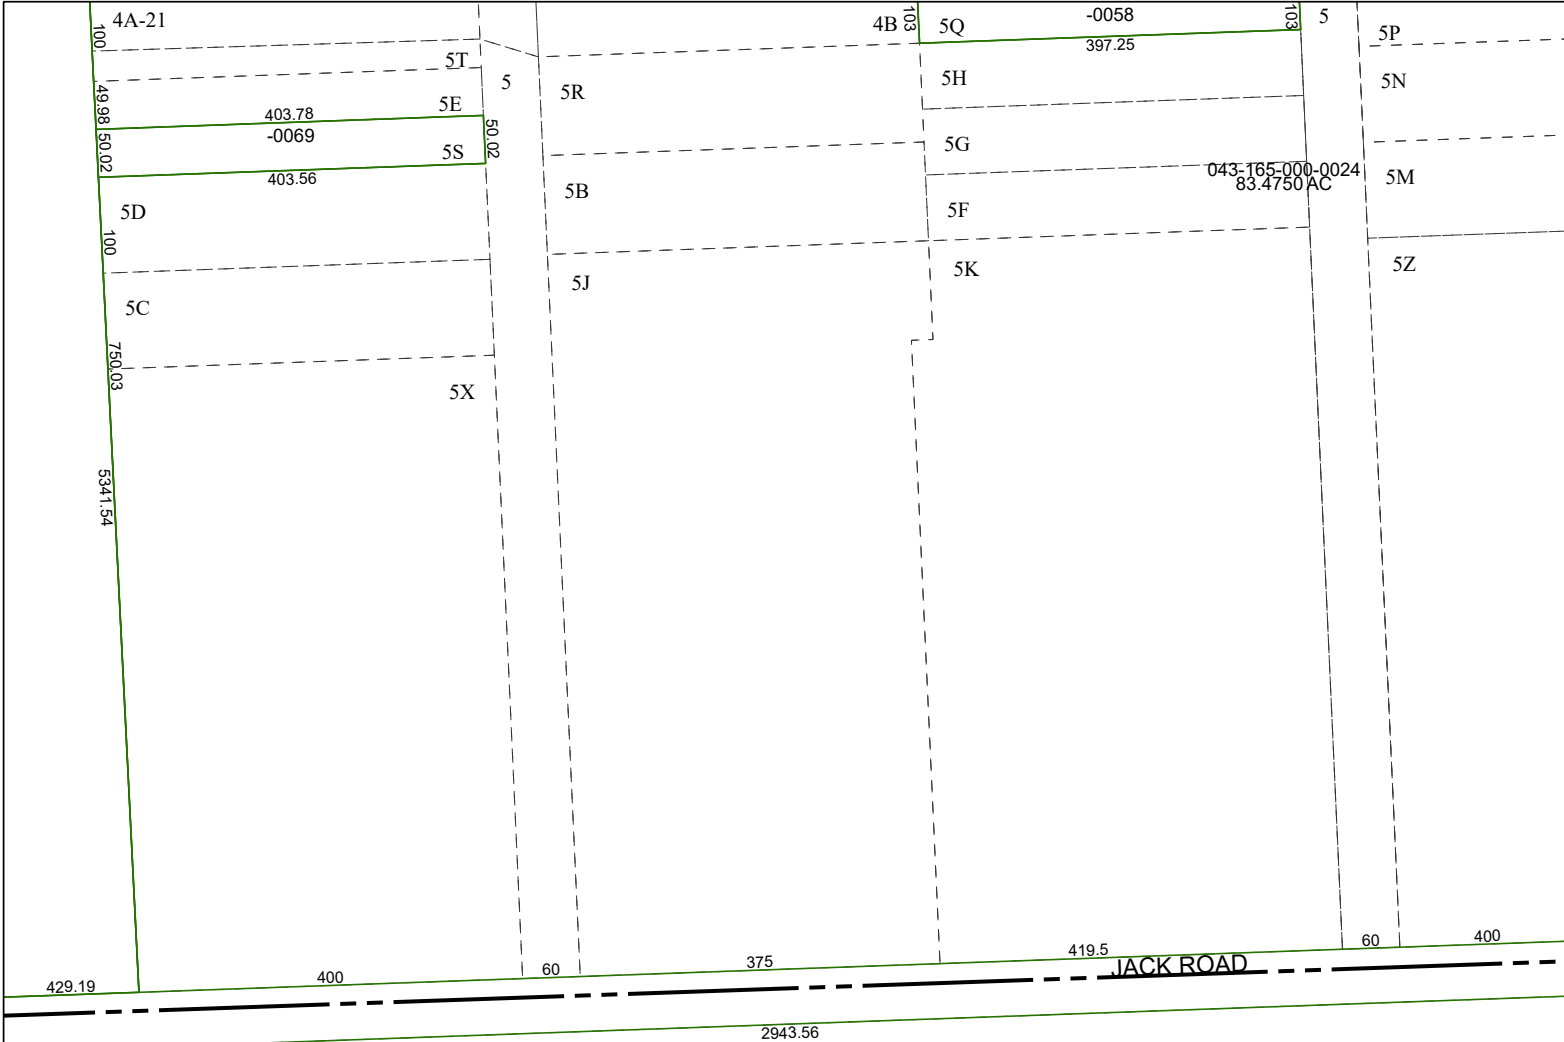 4A-21
100
4B
103
5Q
-0058
103
5
397.25
5P
5T
5
5R
5H
5N
49.98
403.78
5E
-0069
50.02
50.02
5S
403.56
5G
043-165-000-0024
83.4750 AC
5M
5D
5B
5F
100
5J
5K
5Z
5C
750.03
5X
5341.54
429.19
400
60
375
419.5
JACK ROAD
60
400
2943.56